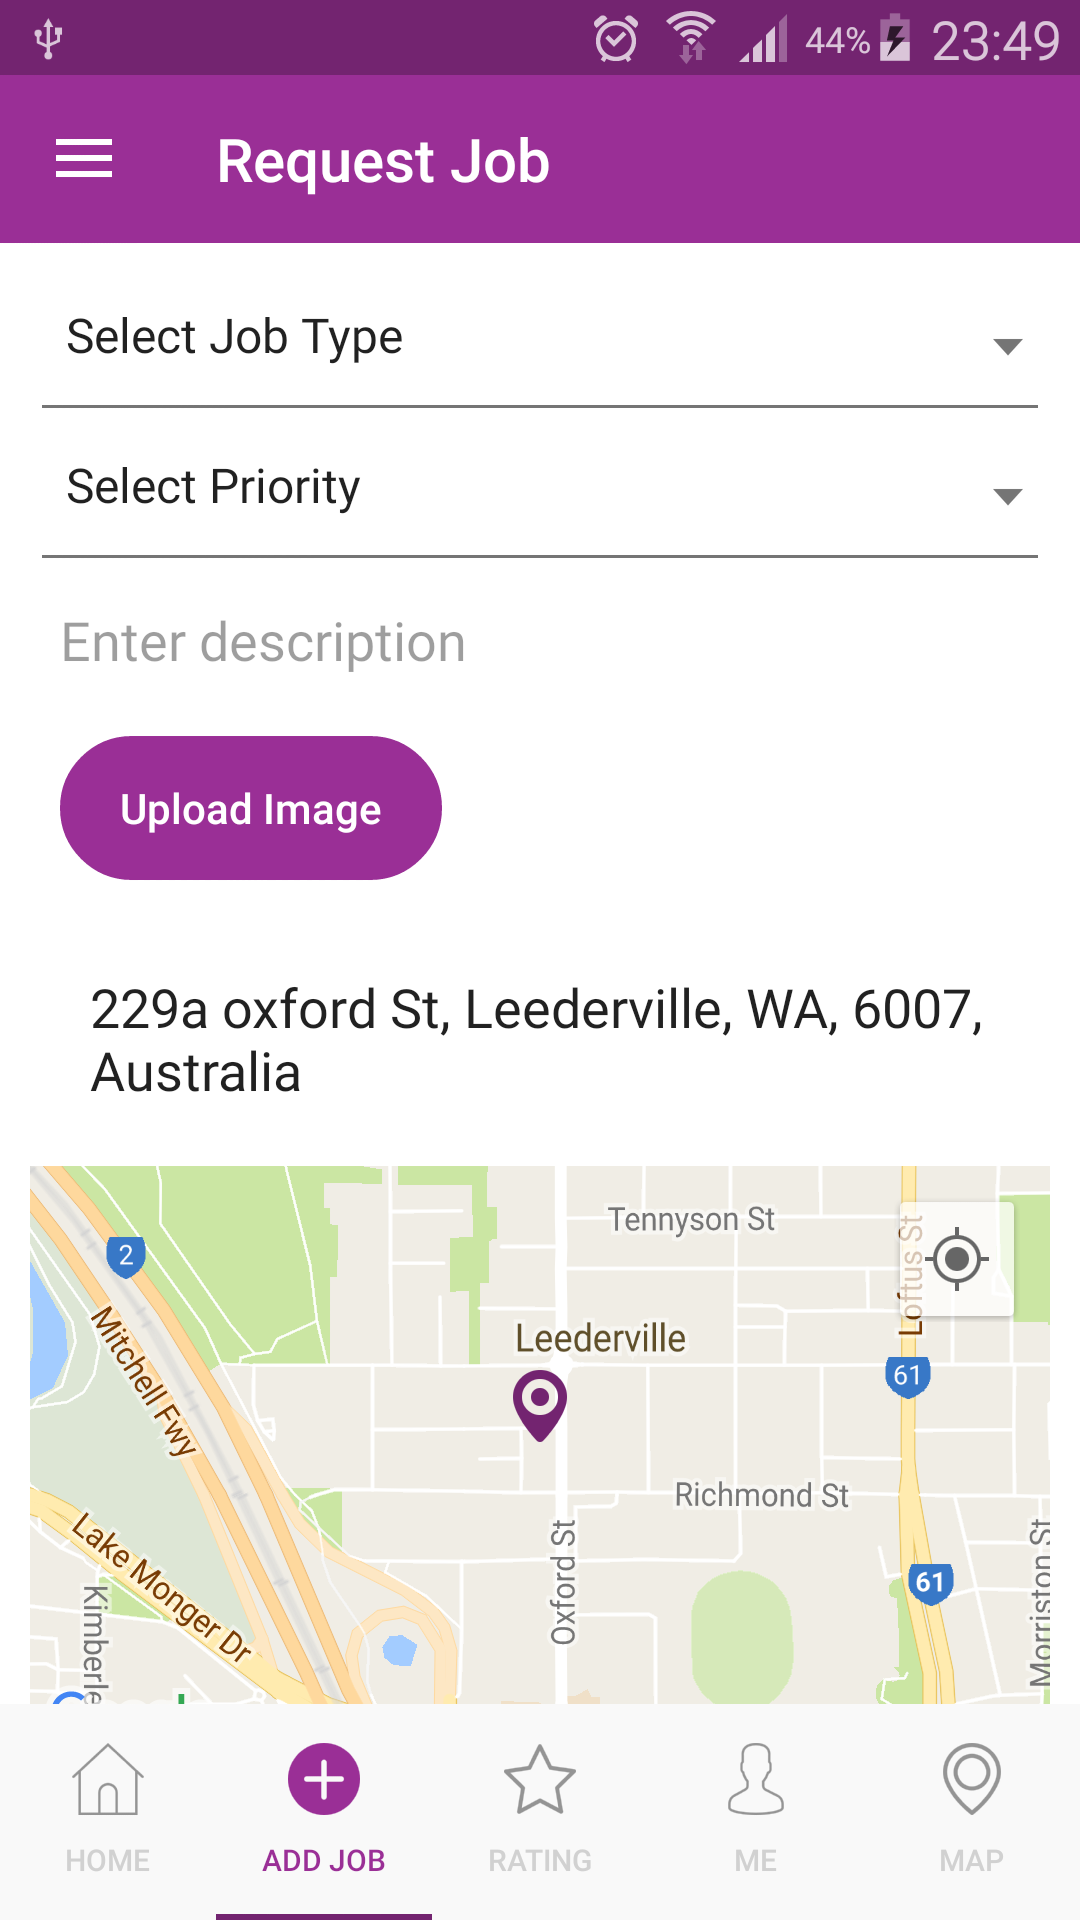 44% 23:49
Request Job
Select Job Type
Select Priority
Enter description
Upload Image
229a oxford St, Leederville, WA, 6007,
Australia
Tennyson St
2
Loftus St
Leederville
Mitchell Fwy
61
Richmond St
Lake Monger Dr
Oxford St
61
Morriston St
Kimberle
HOME
ADD JOB
RATING
ME
MAP